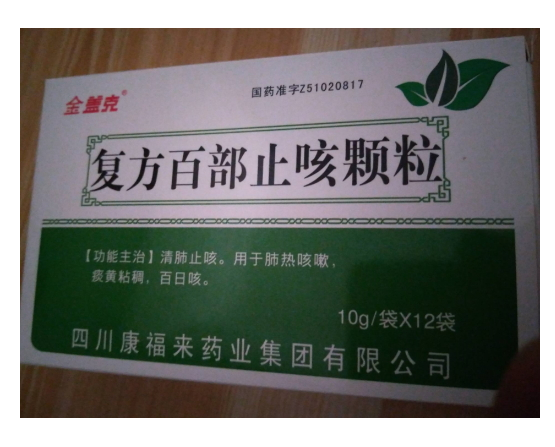 金盖克®
国药准字Z51020817
复方百部止咳颗粒
【功能主治】清肺止咳。用于肺热咳嗽，
痰黄粘稠，百日咳。
10g/袋X12袋
四川康福来药业集团有限公司